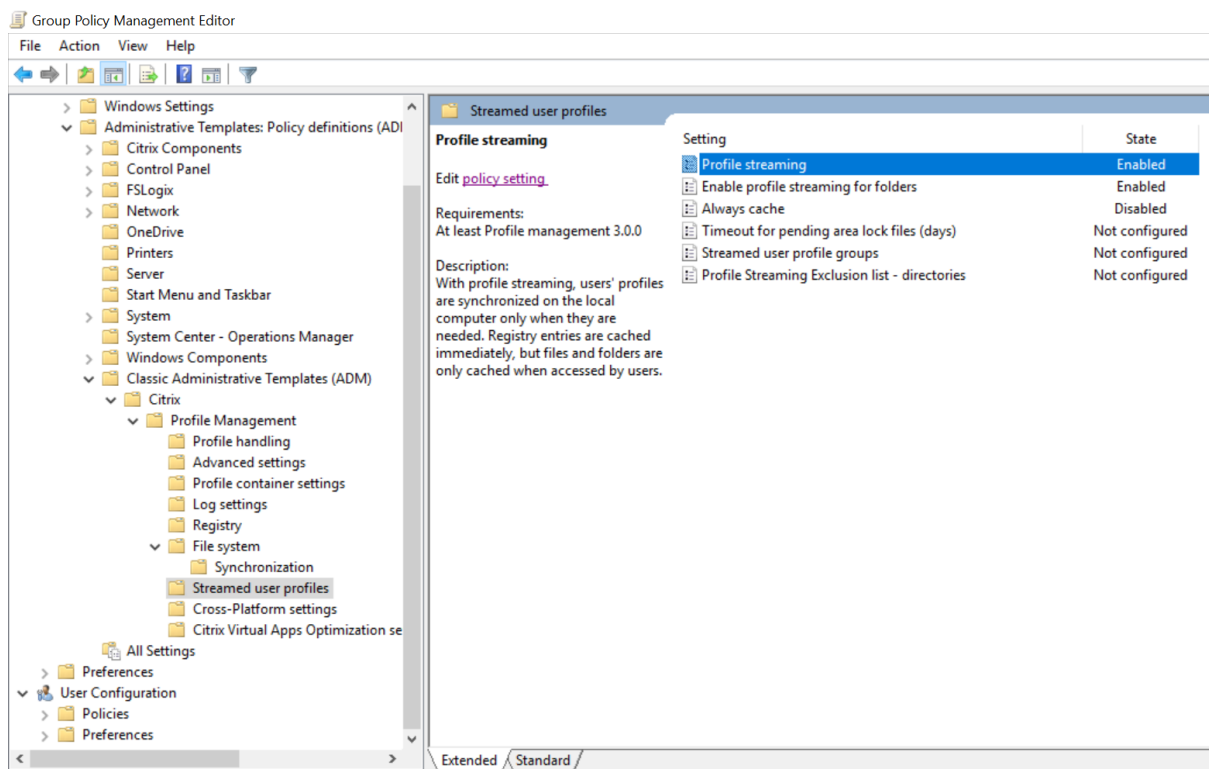 Group Policy Management Editor
File Action View Help
Windows Settings
Administrative Templates: Policy definitions (ADI
Citrix Components
Control Panel
FSLogix
Network
OneDrive
Printers
Server
Start Menu and Taskbar
System
System Center - Operations Manager
Windows Components
Classic Administrative Templates (ADM)
Citrix
Profile Management
Profile handling
Advanced settings
Profile container settings
Log settings
Registry
File system
Synchronization
Streamed user profiles
Cross-Platform settings
Citrix Virtual Apps Optimization se
All Settings
Preferences
User Configuration
Policies
Preferences
Streamed user profiles
Profile streaming
Edit policy setting
Requirements:
At least Profile management 3.0.0
Description:
With profile streaming, users' profiles
are synchronized on the local
computer only when they are
needed. Registry entries are cached
immediately, but files and folders are
only cached when accessed by users.
Setting State
Profile streaming Enabled
Enable profile streaming for folders Enabled
Always cache Disabled
Timeout for pending area lock files (days) Not configured
Streamed user profile groups Not configured
Profile Streaming Exclusion list - directories Not configured
Extended Standard